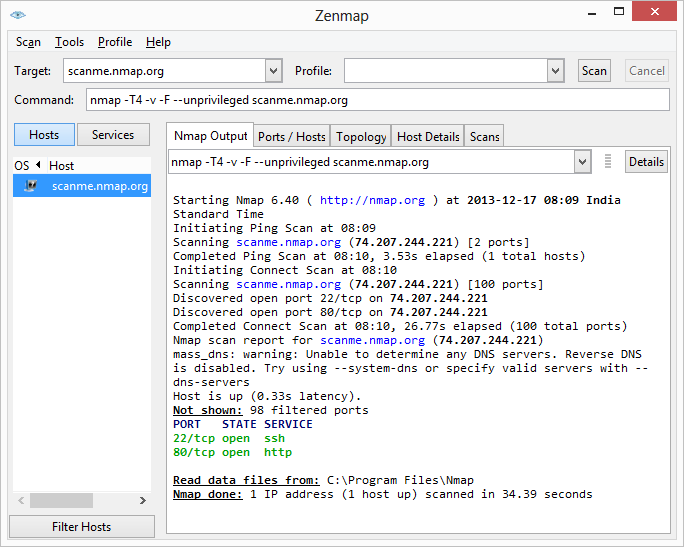 Zenmap
Scan Tools Profile Help
Target: scanme.nmap.org Profile: Scan Cancel
Command: nmap -T4 -v -F --unprivileged scanme.nmap.org
Hosts Services
OS Host
scanme.nmap.org
Filter Hosts
Nmap Output Ports / Hosts Topology Host Details Scans
nmap -T4 -v -F --unprivileged scanme.nmap.org Details
Starting Nmap 6.40 ( http://nmap.org ) at 2013-12-17 08:09 India
Standard Time
Initiating Ping Scan at 08:09
Scanning scanme.nmap.org (74.207.244.221) [2 ports]
Completed Ping Scan at 08:10, 3.53s elapsed (1 total hosts)
Initiating Connect Scan at 08:10
Scanning scanme.nmap.org (74.207.244.221) [100 ports]
Discovered open port 22/tcp on 74.207.244.221
Discovered open port 80/tcp on 74.207.244.221
Completed Connect Scan at 08:10, 26.77s elapsed (100 total ports)
Nmap scan report for scanme.nmap.org (74.207.244.221)
mass_dns: warning: Unable to determine any DNS servers. Reverse DNS
is disabled. Try using --system-dns or specify valid servers with --
dns-servers
Host is up (0.33s latency).
Not shown: 98 filtered ports
PORT STATE SERVICE
22/tcp open ssh
80/tcp open http
Read data files from: C:\Program Files\Nmap
Nmap done: 1 IP address (1 host up) scanned in 34.39 seconds